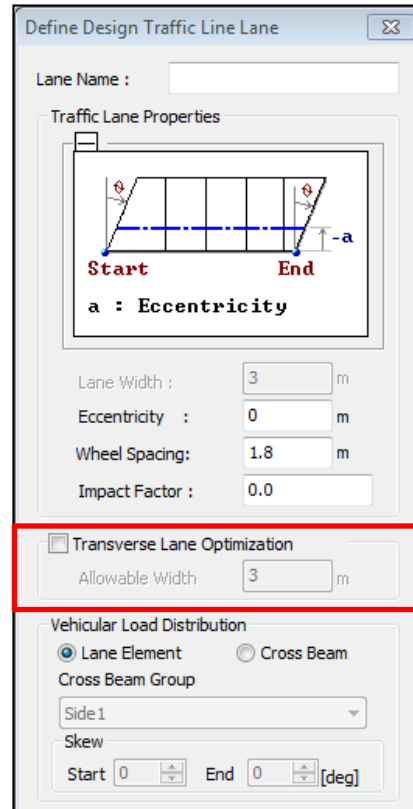 Define Design Traffic Line Lane
Lane Name :
Traffic Lane Properties
θ θ
-a
Start End
a : Eccentricity
Lane Width : 3 m
Eccentricity : 0 m
Wheel Spacing: 1.8 m
Impact Factor : 0.0
Transverse Lane Optimization
Allowable Width 3 m
Vehicular Load Distribution
Lane Element Cross Beam
Cross Beam Group
Side1
Skew
Start 0 End 0 [deg]